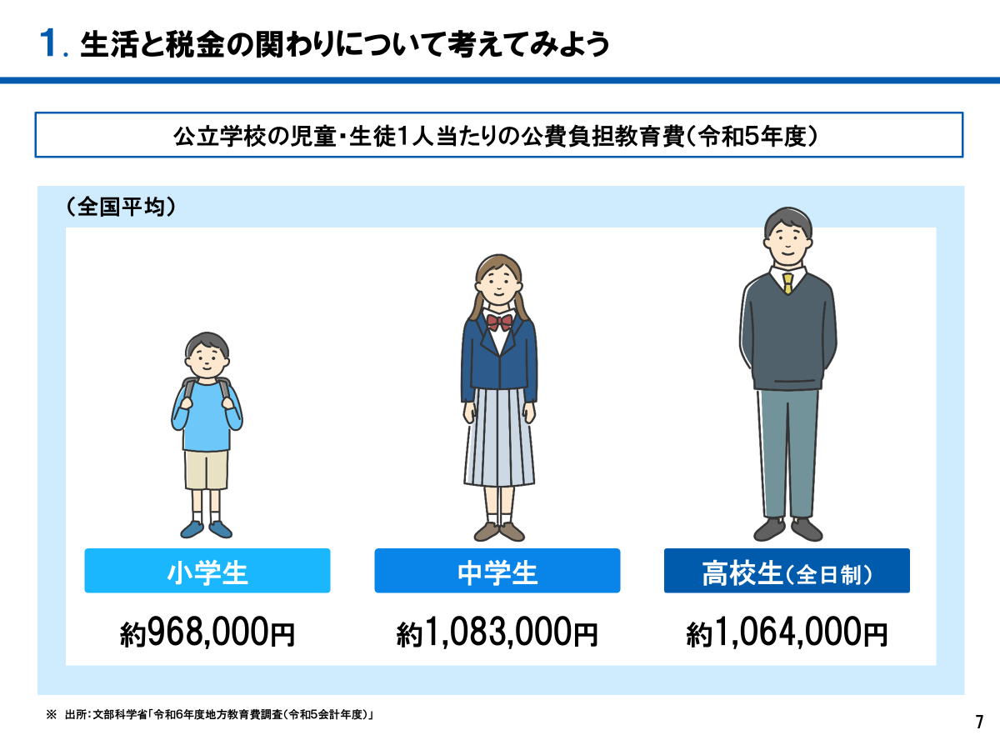 1. 生活と税金の関わりについて考えてみよう
公立学校の児童・生徒1人当たりの公費負担教育費(令和5年度)
(全国平均)
小学生
中学生
高校生(全日制)
約968,000円
約1,083,000円
約1,064,000円
※ 出所:文部科学省「令和6年度地方教育費調査(令和5会計年度)」
7